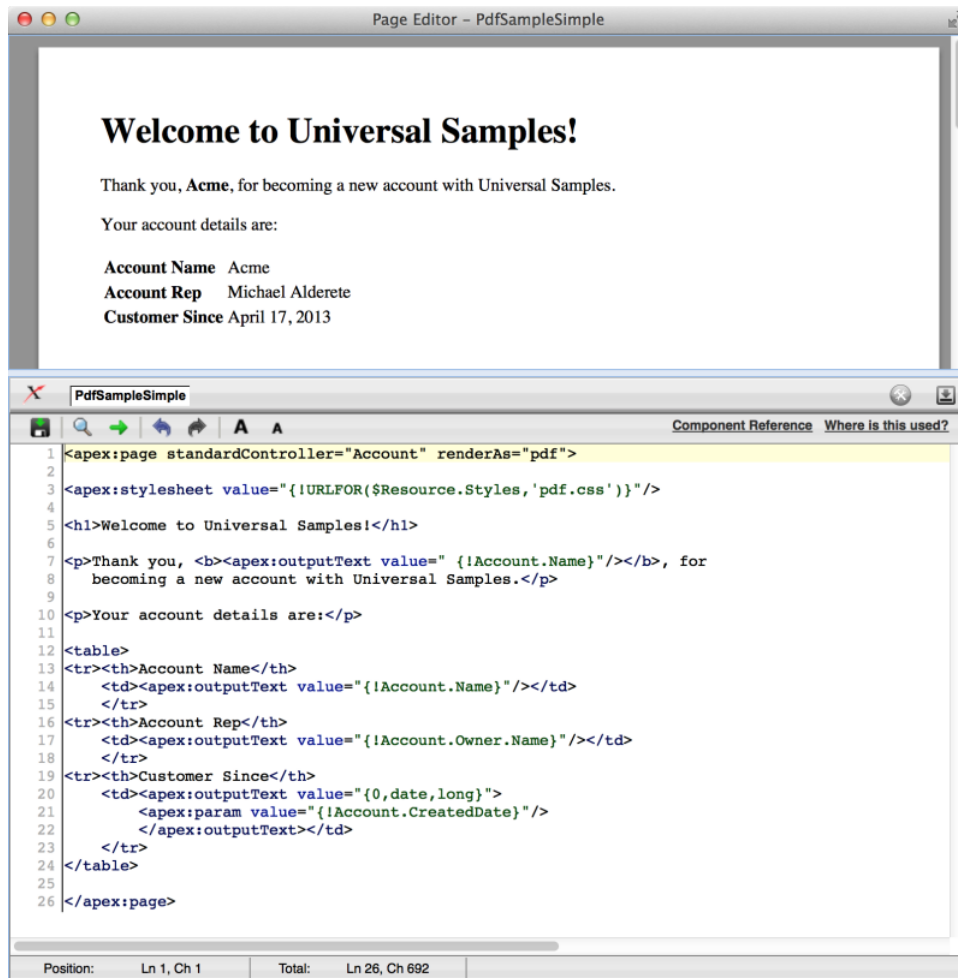 Page Editor – PdfSampleSimple
Welcome to Universal Samples!
Thank you, Acme, for becoming a new account with Universal Samples.
Your account details are:
Account Name Acme
Account Rep Michael Alderete
Customer Since April 17, 2013
PdfSampleSimple
A A Component Reference Where is this used?
1 <apex:page standardController="Account" renderAs="pdf">
2
3 <apex:stylesheet value="{!URLFOR($Resource.Styles,'pdf.css')}"/>
4
5 <h1>Welcome to Universal Samples!</h1>
6
7 <p>Thank you, <b><apex:outputText value=" {!Account.Name}"/></b>, for
8 becoming a new account with Universal Samples.</p>
9
10 <p>Your account details are:</p>
11
12 <table>
13 <tr><th>Account Name</th>
14 <td><apex:outputText value="{!Account.Name}"/></td>
15 </tr>
16 <tr><th>Account Rep</th>
17 <td><apex:outputText value="{!Account.Owner.Name}"/></td>
18 </tr>
19 <tr><th>Customer Since</th>
20 <td><apex:outputText value="{0,date,long}">
21 <apex:param value="{!Account.CreatedDate}"/>
22 </apex:outputText></td>
23 </tr>
24 </table>
25
26 </apex:page>
Position: Ln 1, Ch 1 Total: Ln 26, Ch 692